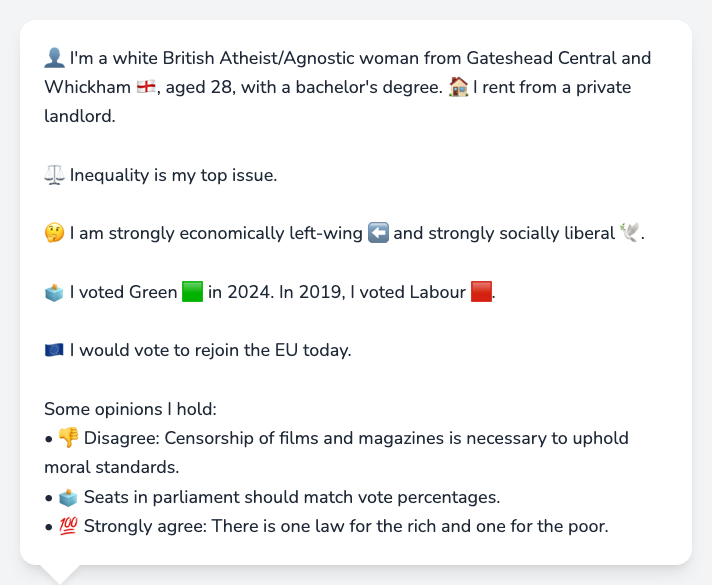 👤 I'm a white British Atheist/Agnostic woman from Gateshead Central and
Whickham 🏴󠁧󠁢󠁥󠁮󠁧󠁿, aged 28, with a bachelor's degree. 🏠 I rent from a private
landlord.
⚖️ Inequality is my top issue.
🤔 I am strongly economically left-wing ⬅️ and strongly socially liberal 🕊️.
🗳️ I voted Green 🟩 in 2024. In 2019, I voted Labour 🟥.
🇪🇺 I would vote to rejoin the EU today.
Some opinions I hold:
• 👎 Disagree: Censorship of films and magazines is necessary to uphold
moral standards.
• 🗳️ Seats in parliament should match vote percentages.
• 💯 Strongly agree: There is one law for the rich and one for the poor.